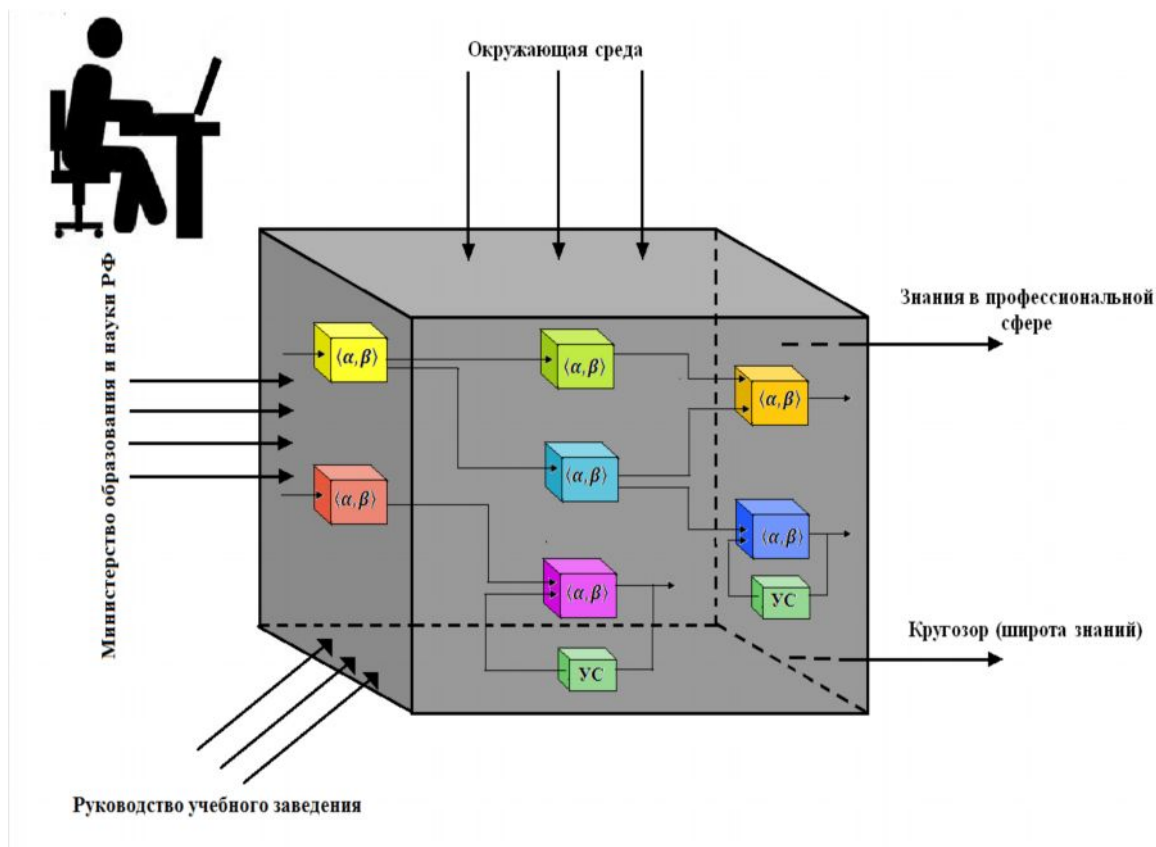 Окружающая среда
Министерство образования и науки РФ
Знания в профессиональной
сфере
⟨α,β⟩
⟨α,β⟩
⟨α,β⟩
⟨α,β⟩
⟨α,β⟩
⟨α,β⟩
⟨α,β⟩
УС
УС
Кругозор (широта знаний)
Руководство учебного заведения